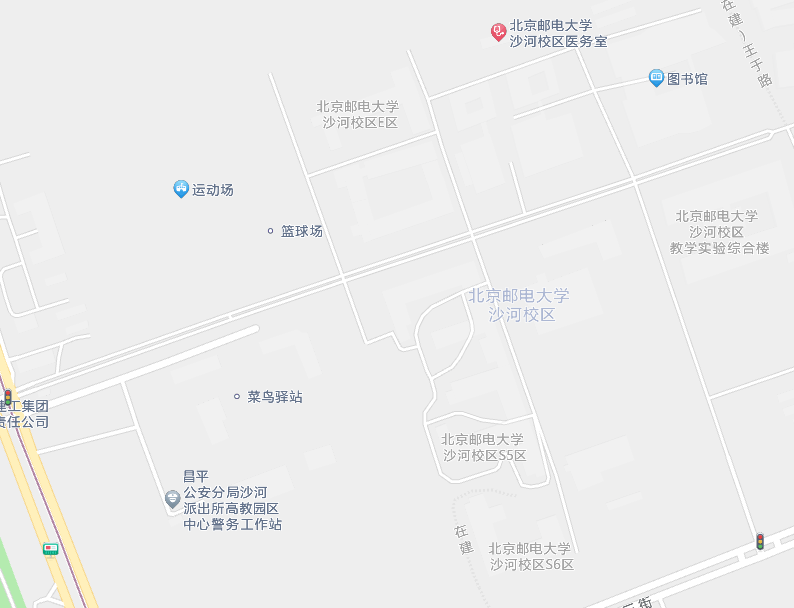 在
建
)
王
于
路
北京邮电大学
沙河校区医务室
图书馆
北京邮电大学
沙河校区E区
运动场
篮球场
北京邮电大学
沙河校区
教学实验综合楼
北京邮电大学
沙河校区
菜鸟驿站
建工集团
责任公司
北京邮电大学
沙河校区S5区
昌平
公安分局沙河
派出所高教园区
中心警务工作站
在
建
北京邮电大学
沙河校区S6区
街